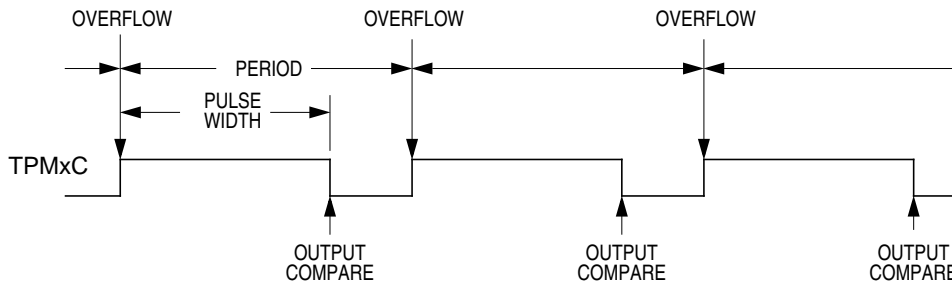 OVERFLOW
OVERFLOW
OVERFLOW
PERIOD
PULSE
WIDTH
TPMxC
OUTPUT
COMPARE
OUTPUT
COMPARE
OUTPUT
COMPARE